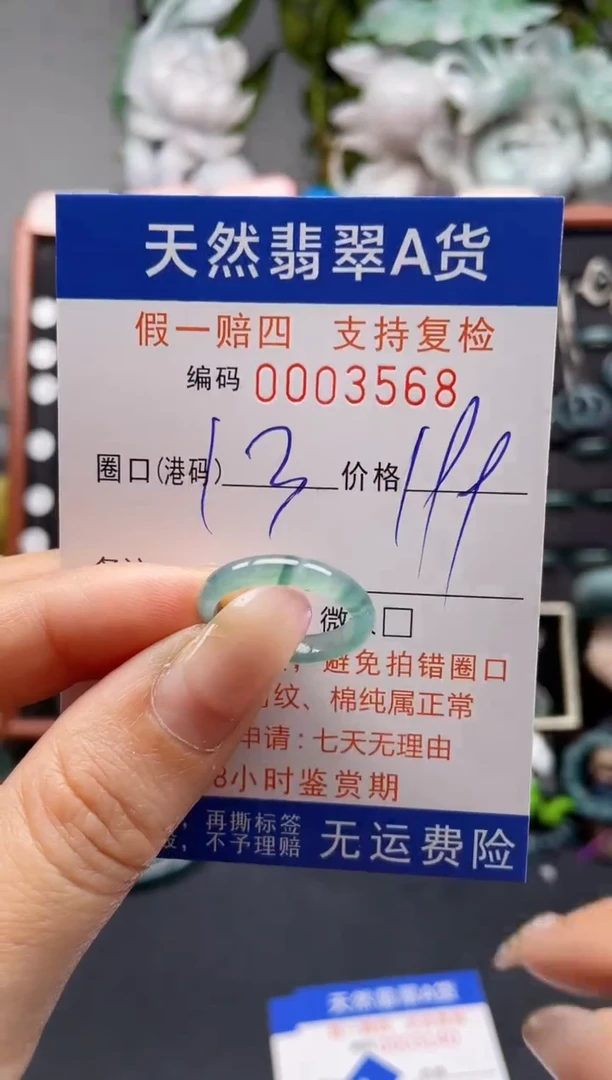 天然翡翠A货
假一赔四 支持复检
编码 0003568
圈口(港码) 13 价格 199
微 、□
，避免拍错圈口
纹、棉纯属正常
申请：七天无理由
8小时鉴赏期
，再撕标签
，不予理赔
无运费险
天然翡翠A货